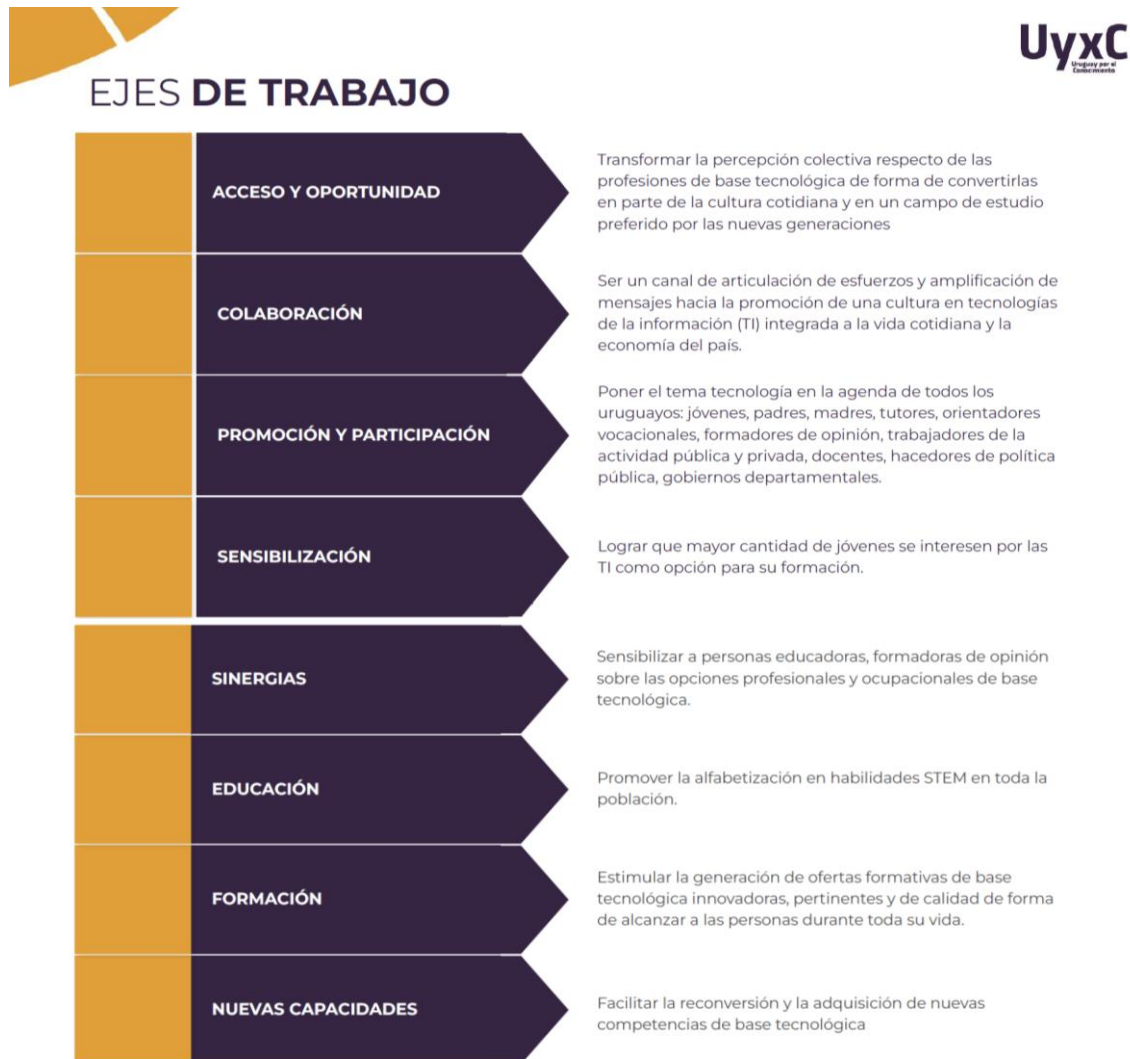 UyxC
Uruguay por el
Conocimiento
EJES DE TRABAJO
ACCESO Y OPORTUNIDAD
Transformar la percepción colectiva respecto de las
profesiones de base tecnológica de forma de convertirlas
en parte de la cultura cotidiana y en un campo de estudio
preferido por las nuevas generaciones
COLABORACIÓN
Ser un canal de articulación de esfuerzos y amplificación de
mensajes hacia la promoción de una cultura en tecnologías
de la información (TI) integrada a la vida cotidiana y la
economía del país.
PROMOCIÓN Y PARTICIPACIÓN
Poner el tema tecnología en la agenda de todos los
uruguayos: jóvenes, padres, madres, tutores, orientadores
vocacionales, formadores de opinión, trabajadores de la
actividad pública y privada, docentes, hacedores de política
pública, gobiernos departamentales.
SENSIBILIZACIÓN
Lograr que mayor cantidad de jóvenes se interesen por las
TI como opción para su formación.
SINERGIAS
Sensibilizar a personas educadoras, formadoras de opinión
sobre las opciones profesionales y ocupacionales de base
tecnológica.
EDUCACIÓN
Promover la alfabetización en habilidades STEM en toda la
población.
FORMACIÓN
Estimular la generación de ofertas formativas de base
tecnológica innovadoras, pertinentes y de calidad de forma
de alcanzar a las personas durante toda su vida.
NUEVAS CAPACIDADES
Facilitar la reconversión y la adquisición de nuevas
competencias de base tecnológica